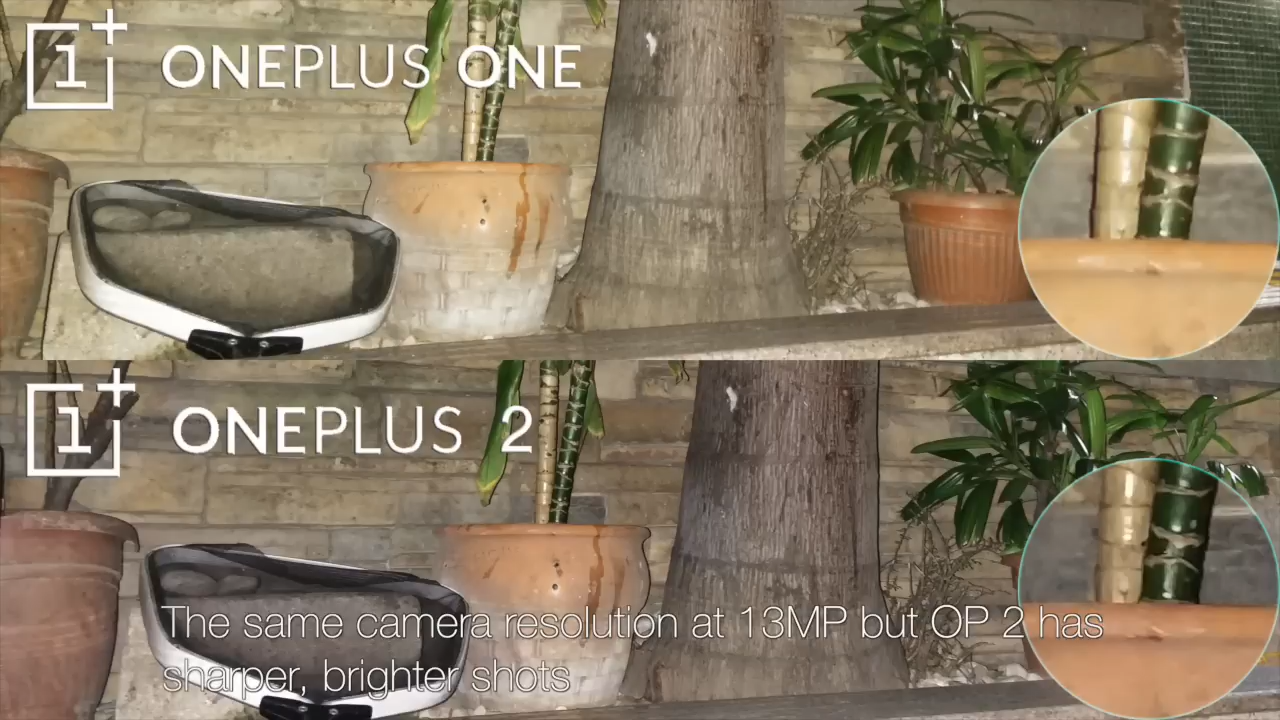 1+ ONEPLUS ONE
1+ ONEPLUS 2
The same camera resolution at 13MP but OP 2 has
sharper, brighter shots